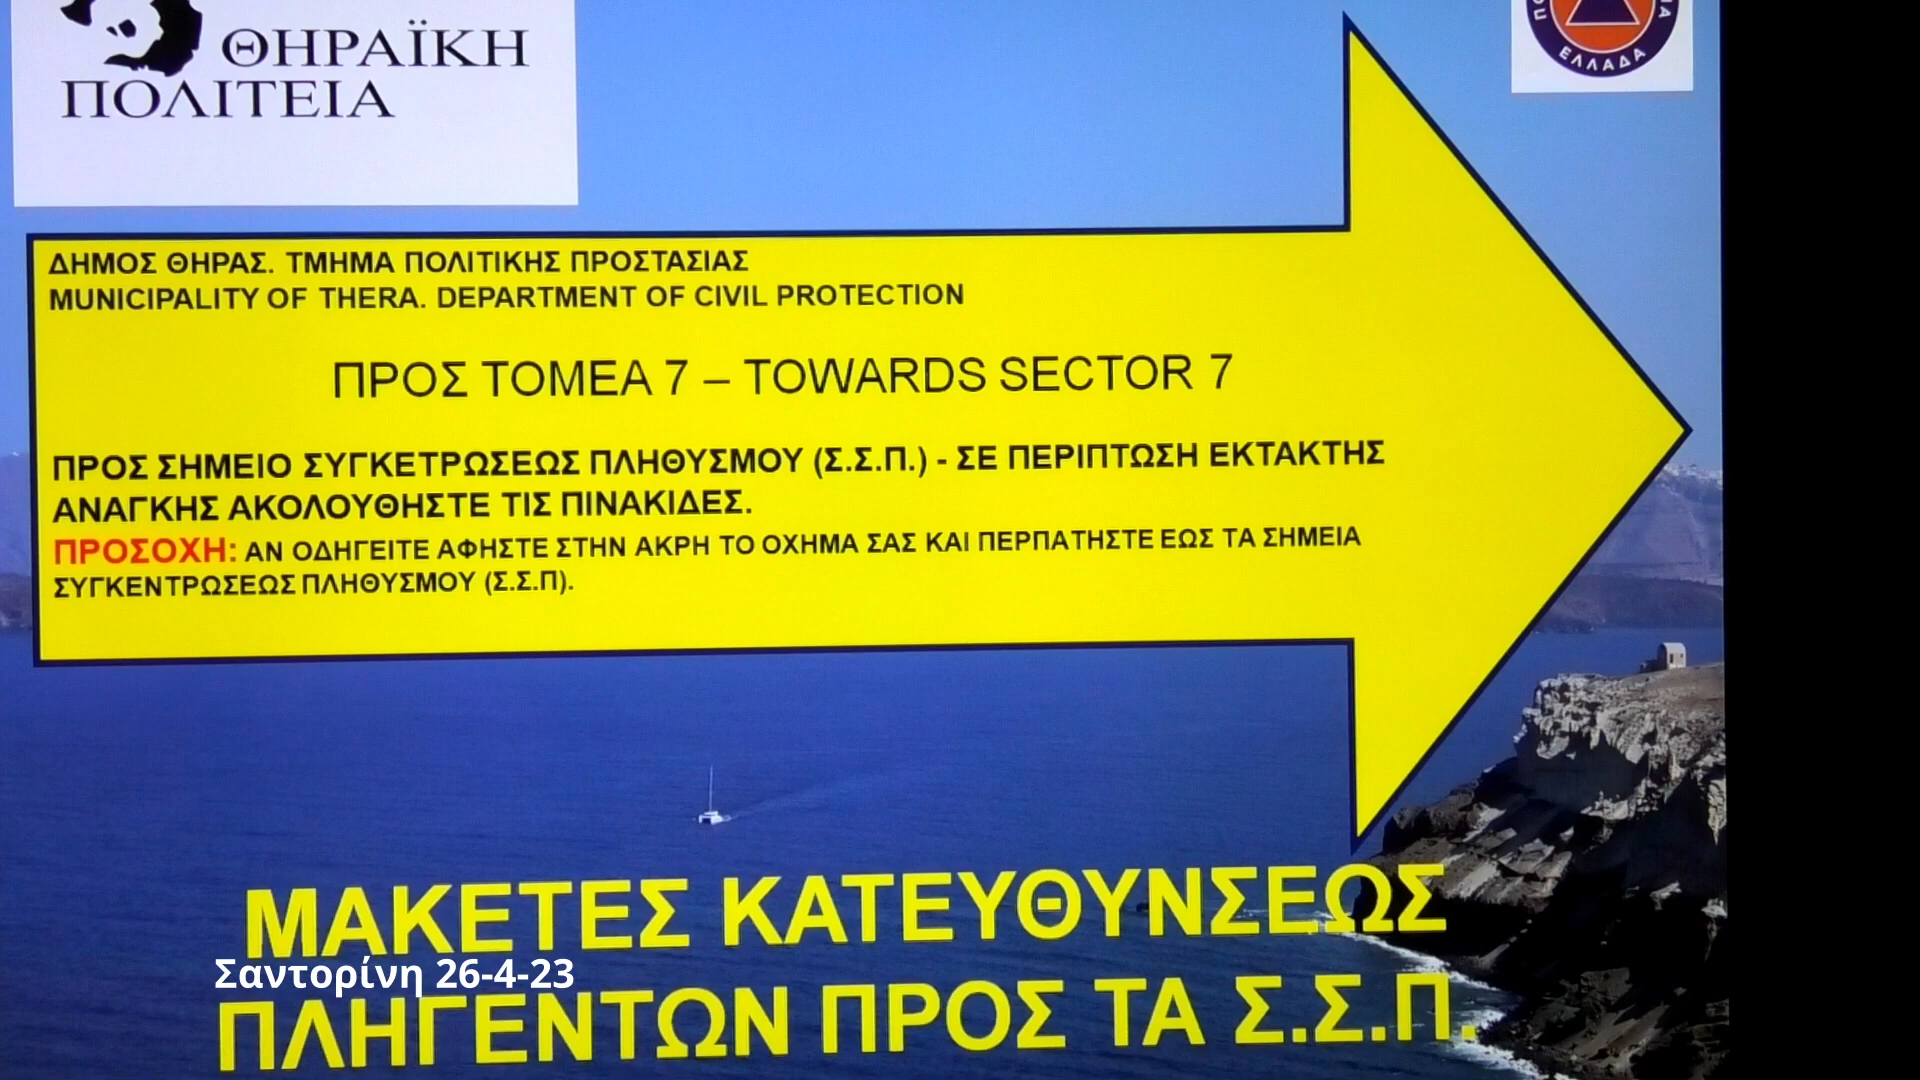 ΘΗΡΑΪΚΗ
ΠΟΛΙΤΕΙΑ
ΕΛΛΑΔΑ
ΔΗΜΟΣ ΘΗΡΑΣ. ΤΜΗΜΑ ΠΟΛΙΤΙΚΗΣ ΠΡΟΣΤΑΣΙΑΣ
MUNICIPALITY OF THERA. DEPARTMENT OF CIVIL PROTECTION
ΠΡΟΣ ΤΟΜΕΑ 7 – TOWARDS SECTOR 7
ΠΡΟΣ ΣΗΜΕΙΟ ΣΥΓΚΕΤΡΩΣΕΩΣ ΠΛΗΘΥΣΜΟΥ (Σ.Σ.Π.) - ΣΕ ΠΕΡΙΠΤΩΣΗ ΕΚΤΑΚΤΗΣ
ΑΝΑΓΚΗΣ ΑΚΟΛΟΥΘΗΣΤΕ ΤΙΣ ΠΙΝΑΚΙΔΕΣ.
ΠΡΟΣΟΧΗ: ΑΝ ΟΔΗΓΕΙΤΕ ΑΦΗΣΤΕ ΣΤΗΝ ΑΚΡΗ ΤΟ ΟΧΗΜΑ ΣΑΣ ΚΑΙ ΠΕΡΠΑΤΗΣΤΕ ΕΩΣ ΤΑ ΣΗΜΕΙΑ
ΣΥΓΚΕΝΤΡΩΣΕΩΣ ΠΛΗΘΥΣΜΟΥ (Σ.Σ.Π).
ΜΑΚΕΤΕΣ ΚΑΤΕΥΘΥΝΣΕΩΣ
Σαντορίνη 26-4-23
ΠΛΗΓΕΝΤΩΝ ΠΡΟΣ ΤΑ Σ.Σ.Π.